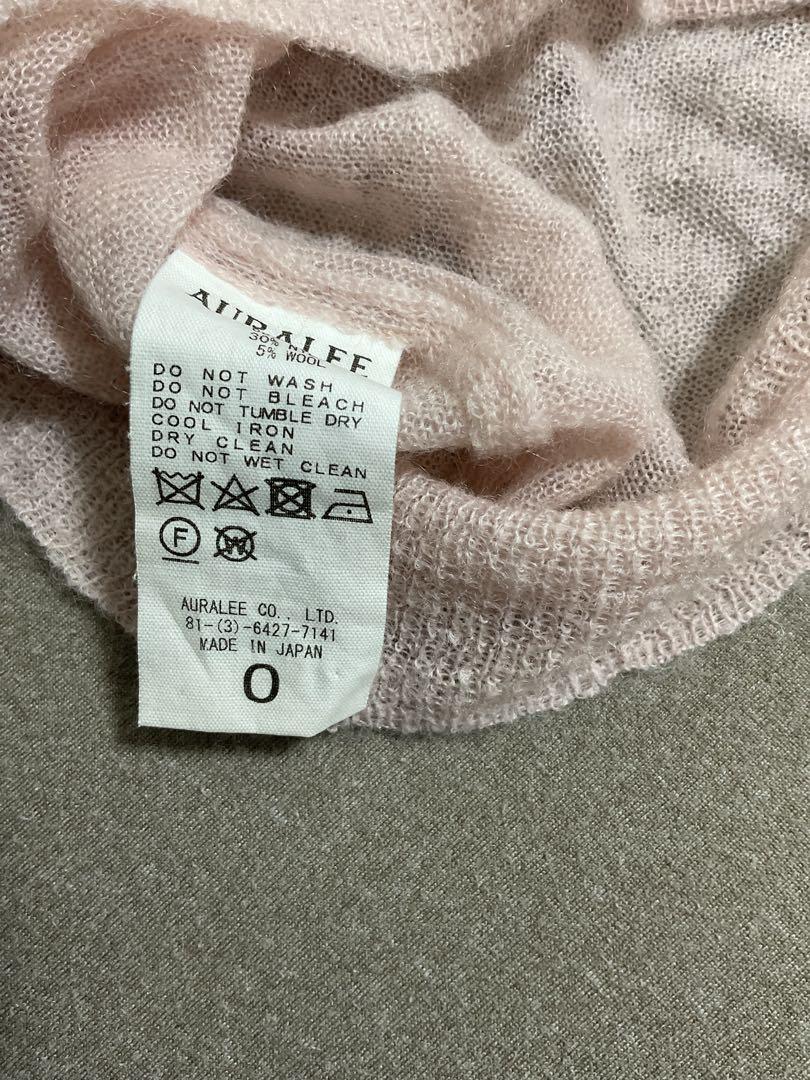 AURALEE
30%
5% WOOL
DO NOT WASH
DO NOT BLEACH
DO NOT TUMBLE DRY
COOL IRON
DRY CLEAN
DO NOT WET CLEAN
F W
AURALEE CO., LTD.
81-(3)-6427-7141
MADE IN JAPAN
0